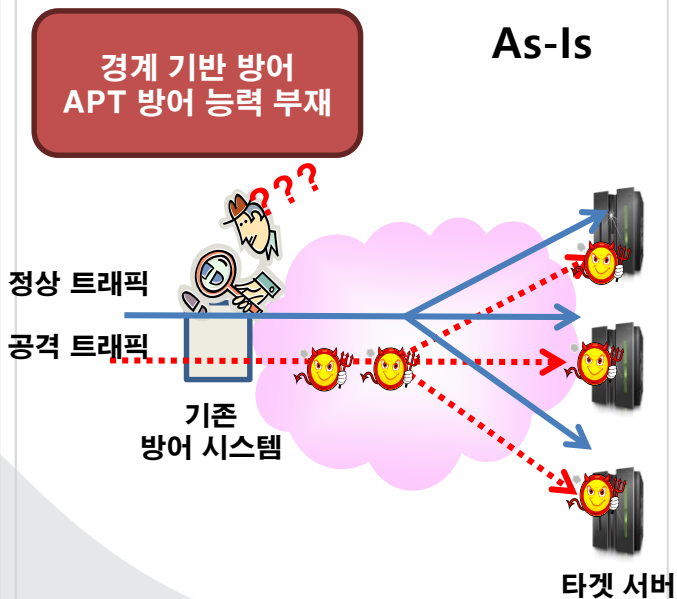 경계 기반 방어
APT 방어 능력 부재
As-Is
???
정상 트래픽
공격 트래픽
기존
방어 시스템
타겟 서버